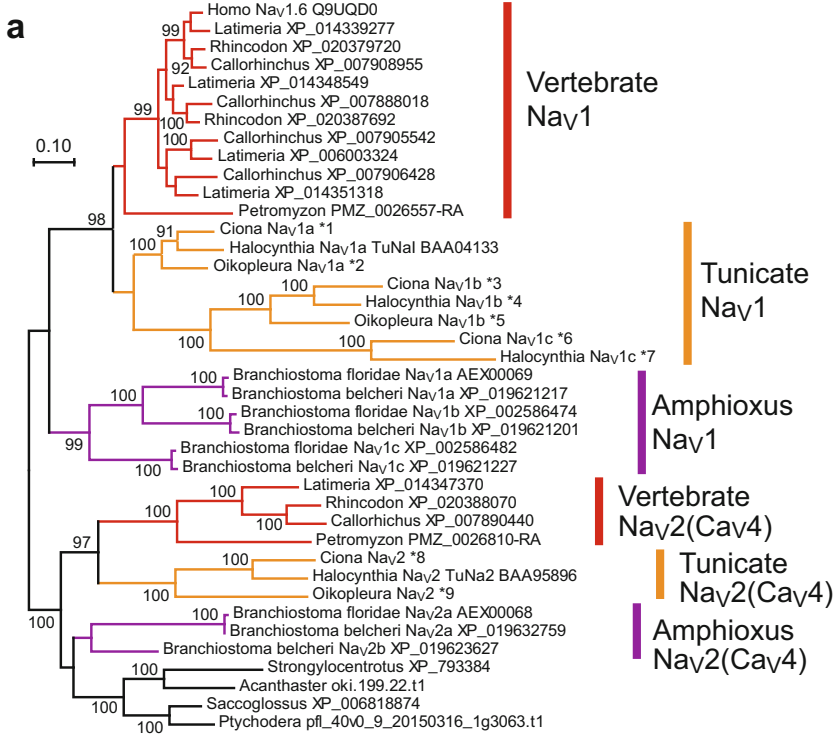 a
Homo NaV1.6 Q9UQD0
99
Latimeria XP_014339277
Rhincodon XP_020379720
Callorhinchus XP_007908955
92
Latimeria XP_014348549
Callorhinchus XP_007888018
99
Rhincodon XP_020387692
100
Callorhinchus XP_007905542
100
Latimeria XP_006003324
Callorhinchus XP_007906428
Latimeria XP_014351318
Petromyzon PMZ_0026557-RA
Vertebrate
NaV1
0.10
98
Ciona NaV1a *1
91
Halocynthia NaV1a TuNaI BAA04133
100
Oikopleura NaV1a *2
Ciona NaV1b *3
100
Halocynthia NaV1b *4
100
Oikopleura NaV1b *5
100
Ciona NaV1c *6
100
Halocynthia NaV1c *7
Tunicate
NaV1
Branchiostoma floridae NaV1a AEX00069
100
Branchiostoma belcheri NaV1a XP_019621217
100
Branchiostoma floridae NaV1b XP_002586474
100
Branchiostoma belcheri NaV1b XP_019621201
99
Branchiostoma floridae NaV1c XP_002586482
100
Branchiostoma belcheri NaV1c XP_019621227
Amphioxus
NaV1
Latimeria XP_014347370
100
Rhincodon XP_020388070
100
Callorhichus XP_007890440
100
Petromyzon PMZ_0026810-RA
Vertebrate
NaV2(CaV4)
97
Ciona NaV2 *8
100
Halocynthia NaV2 TuNa2 BAA95896
100
Oikopleura NaV2 *9
Tunicate
NaV2(CaV4)
100
Branchiostoma floridae NaV2a AEX00068
100
Branchiostoma belcheri NaV2a XP_019632759
Branchiostoma belcheri NaV2b XP_019623627
Amphioxus
NaV2(CaV4)
Strongylocentrotus XP_793384
100
Acanthaster oki.199.22.t1
100
Saccoglossus XP_006818874
100
Ptychodera pfl_40v0_9_20150316_1g3063.t1